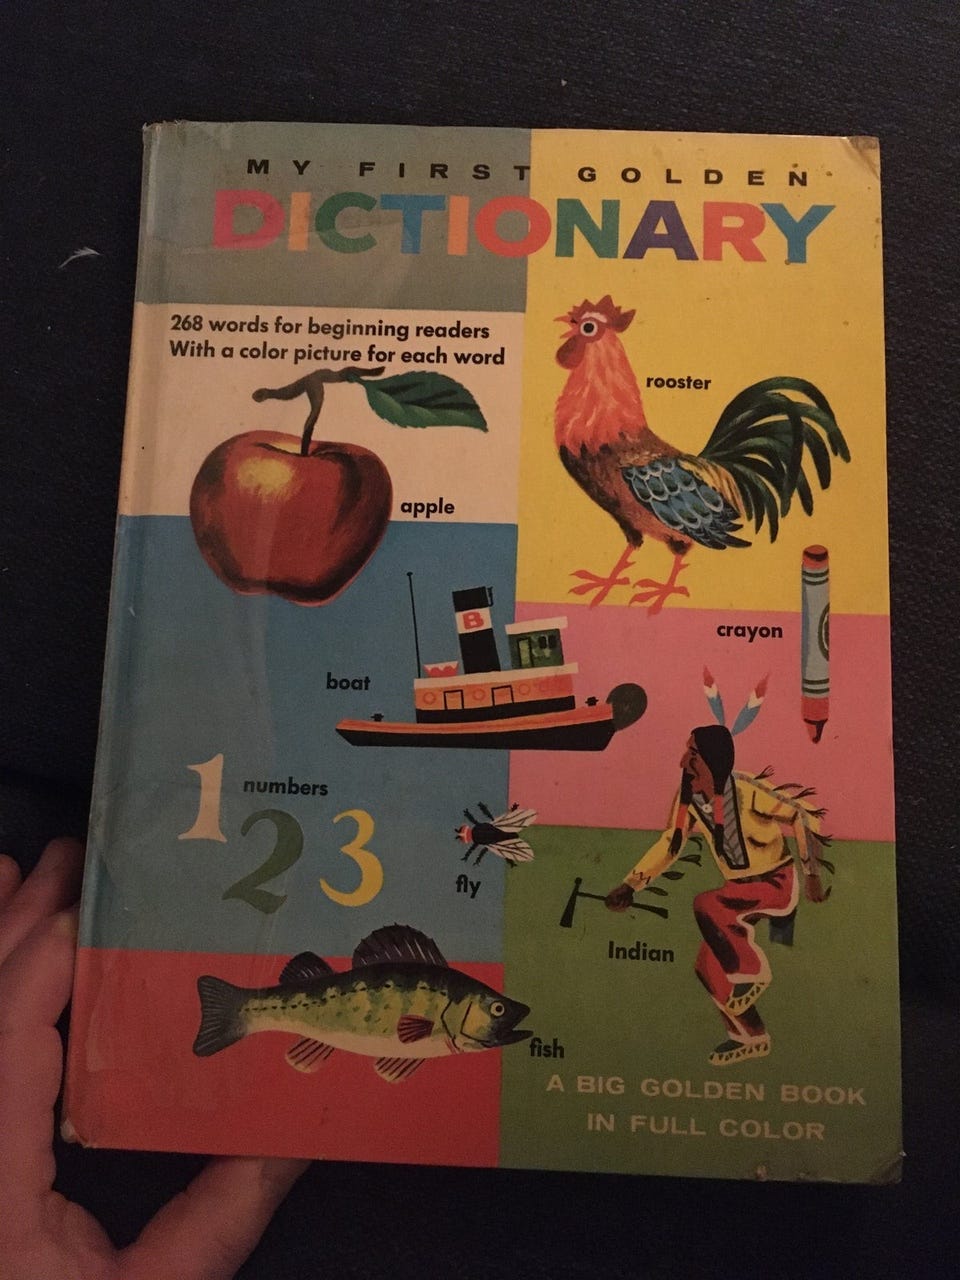 MY FIRST GOLDEN
DICTIONARY
268 words for beginning readers
With a color picture for each word
rooster
apple
B
crayon
boat
numbers
1
2 3
fly
Indian
fish
A BIG GOLDEN BOOK
IN FULL COLOR